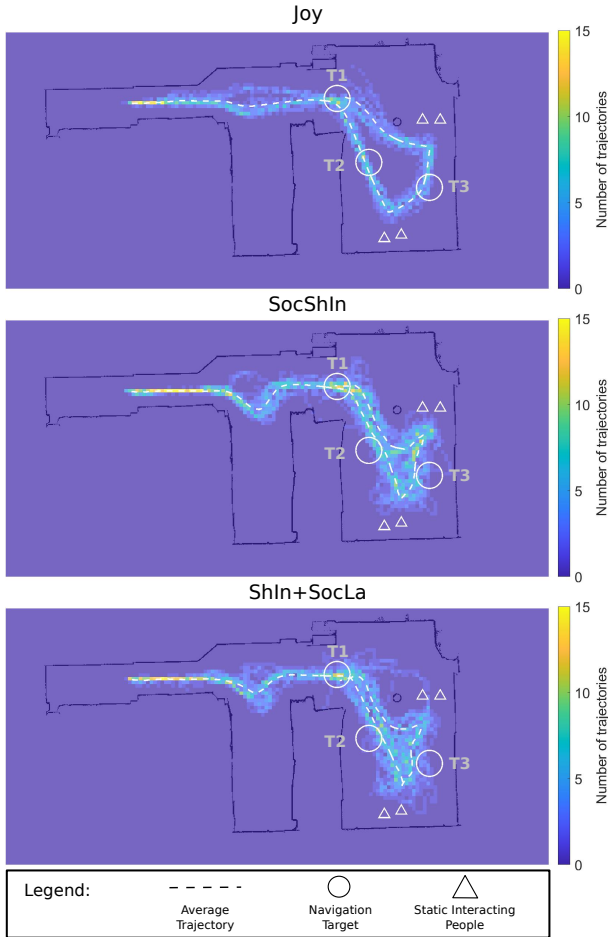 Joy
T1
T2
T3
15
10
5
0
Number of trajectories
SocShIn
T1
T2
T3
15
10
5
0
Number of trajectories
ShIn+SocLa
T1
T2
T3
15
10
5
0
Number of trajectories
Legend:
Average
Trajectory
Navigation
Target
Static Interacting
People